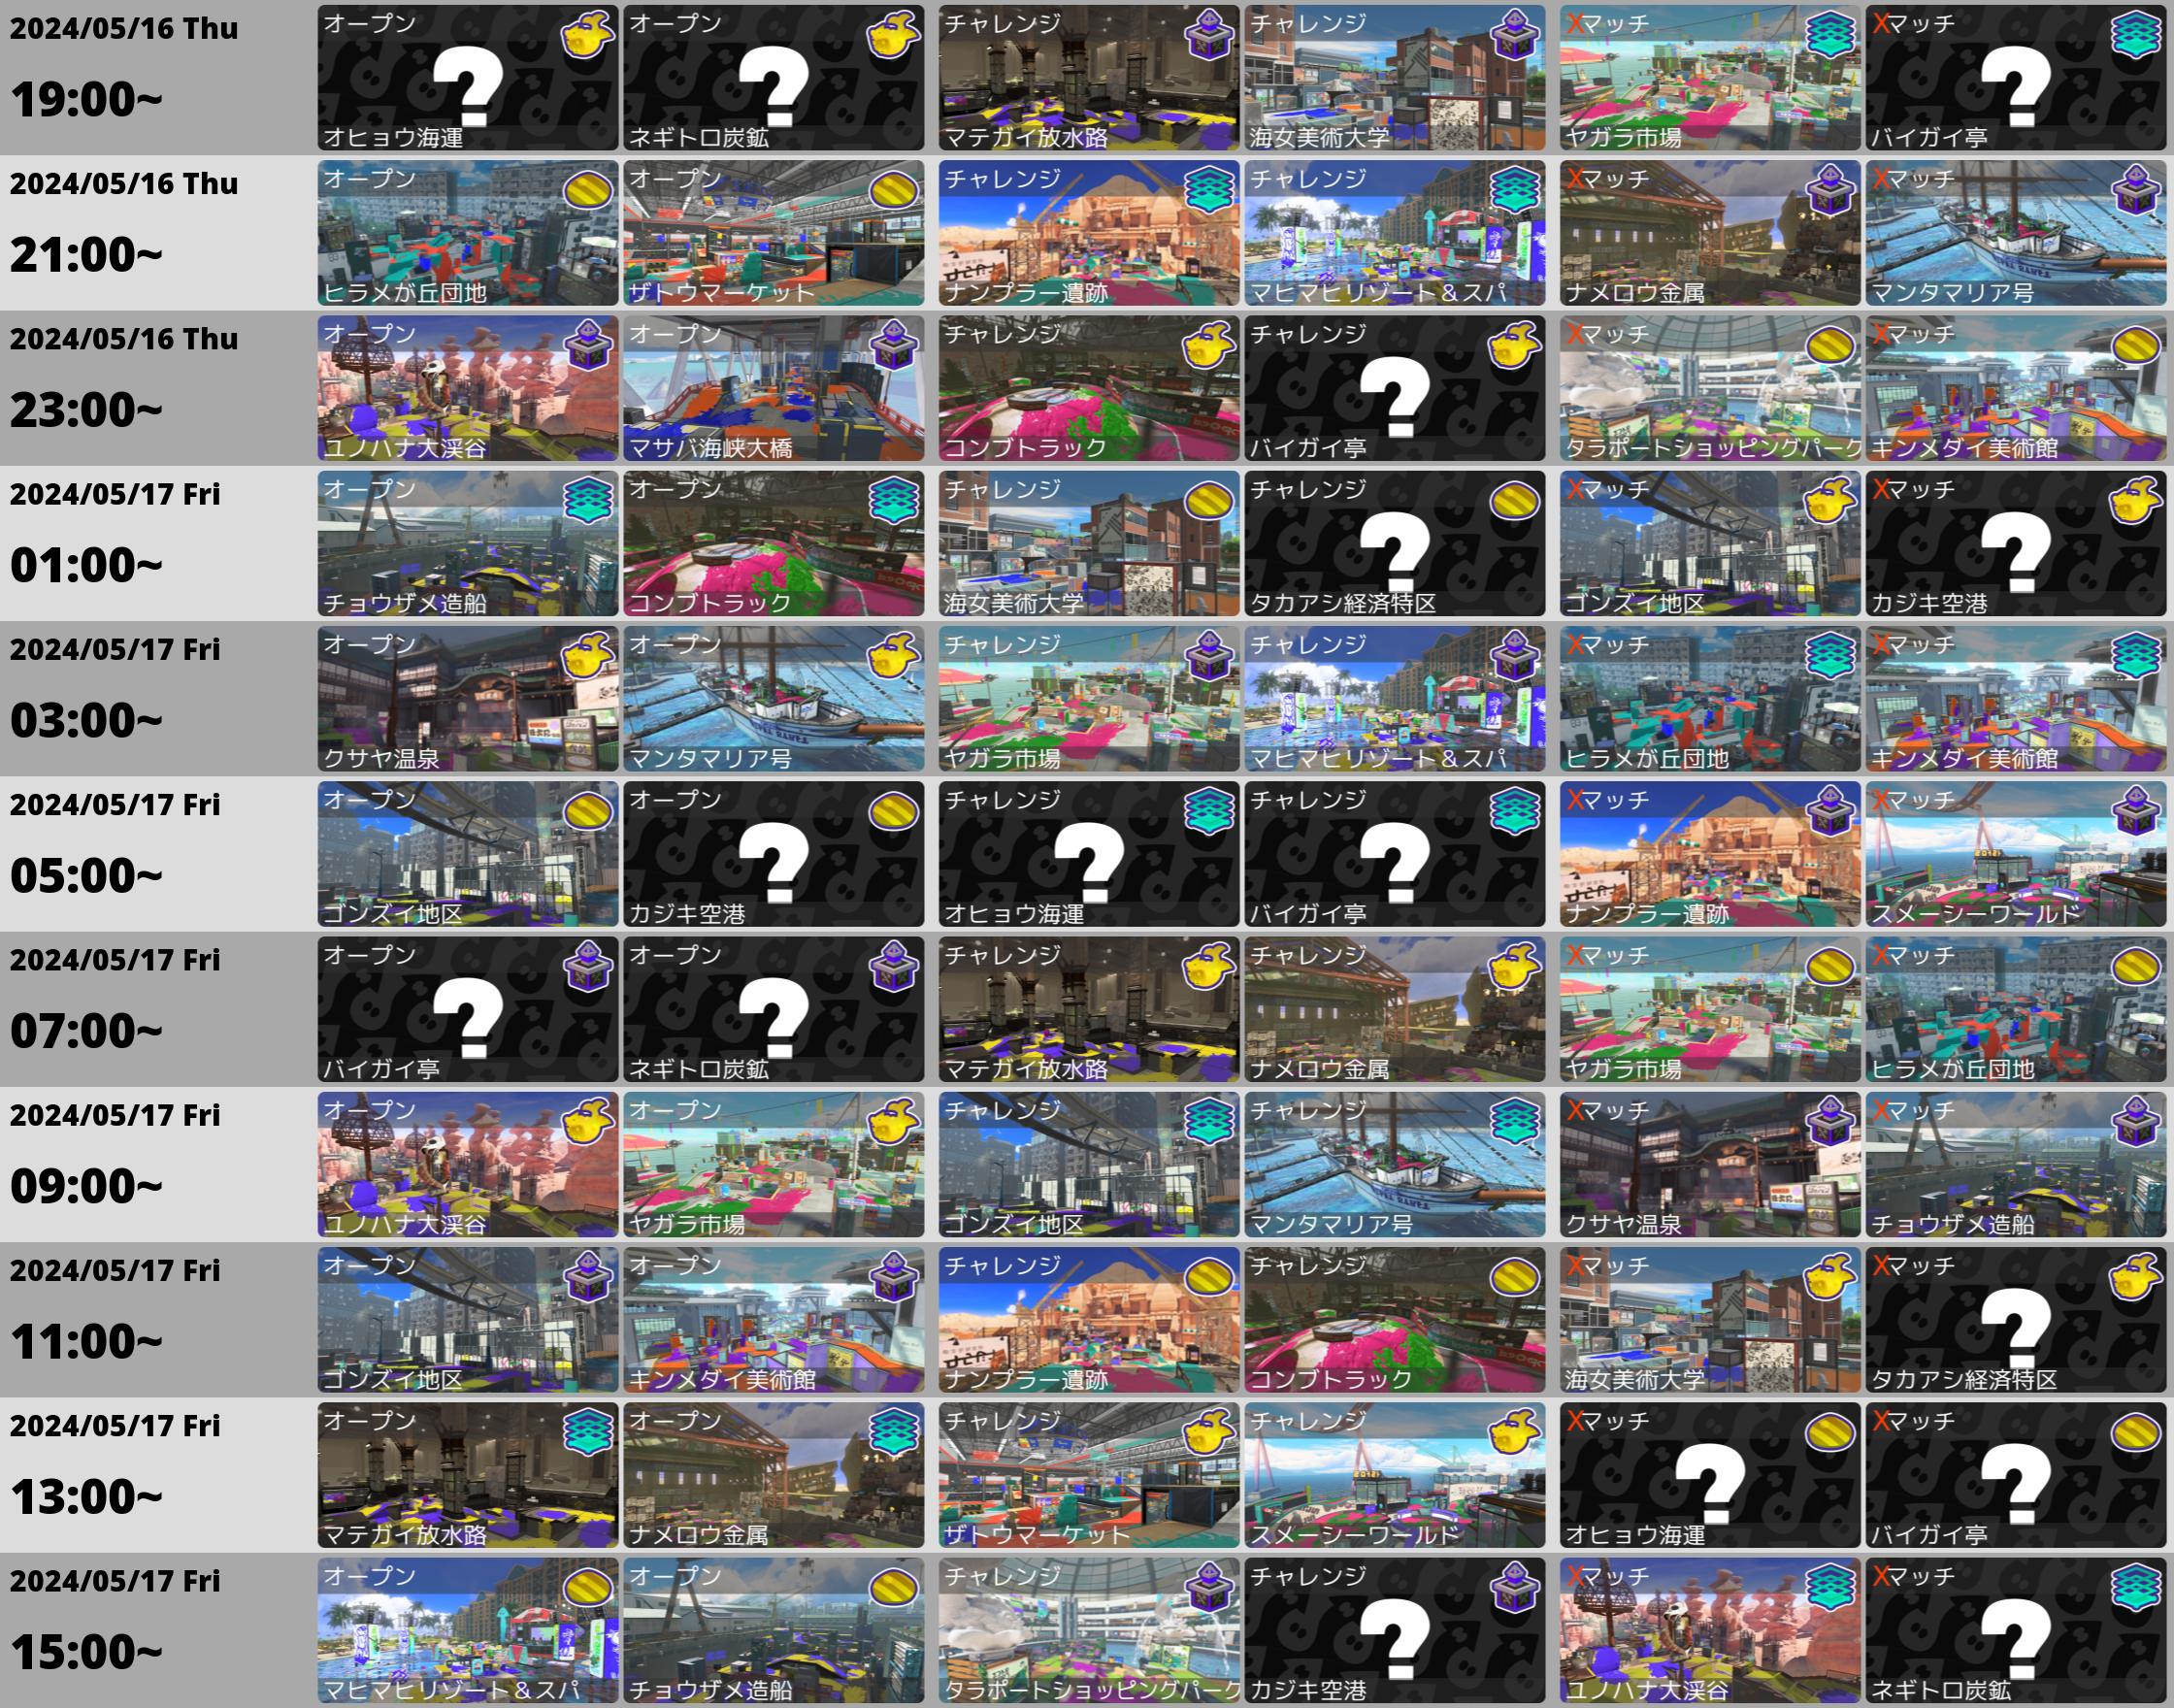 2024/05/16 Thu
19:00~
オープン
オヒョウ海運
オープン
ネギトロ炭鉱
チャレンジ
マテガイ放水路
チャレンジ
海女美術大学
Xマッチ
ヤガラ市場
Xマッチ
バイガイ亭
2024/05/16 Thu
21:00~
オープン
ヒラメが丘団地
オープン
ザトウマーケット
チャレンジ
ナンプラー遺跡
チャレンジ
マヒマヒリゾート＆スパ
Xマッチ
ナメロウ金属
Xマッチ
マンタマリア号
2024/05/16 Thu
23:00~
オープン
ユノハナ大渓谷
オープン
マサバ海峡大橋
チャレンジ
コンブトラック
チャレンジ
バイガイ亭
Xマッチ
タラポートショッピングパーク
Xマッチ
キンメダイ美術館
2024/05/17 Fri
01:00~
オープン
チョウザメ造船
オープン
コンブトラック
チャレンジ
海女美術大学
チャレンジ
タカアシ経済特区
Xマッチ
ゴンズイ地区
Xマッチ
カジキ空港
2024/05/17 Fri
03:00~
オープン
クサヤ温泉
オープン
マンタマリア号
チャレンジ
ヤガラ市場
チャレンジ
マヒマヒリゾート＆スパ
Xマッチ
ヒラメが丘団地
Xマッチ
キンメダイ美術館
2024/05/17 Fri
05:00~
オープン
ゴンズイ地区
オープン
カジキ空港
チャレンジ
オヒョウ海運
チャレンジ
バイガイ亭
Xマッチ
ナンプラー遺跡
Xマッチ
スメーシーワールド
2024/05/17 Fri
07:00~
オープン
バイガイ亭
オープン
ネギトロ炭鉱
チャレンジ
マテガイ放水路
チャレンジ
ナメロウ金属
Xマッチ
ヤガラ市場
Xマッチ
ヒラメが丘団地
2024/05/17 Fri
09:00~
オープン
ユノハナ大渓谷
オープン
ヤガラ市場
チャレンジ
ゴンズイ地区
チャレンジ
マンタマリア号
Xマッチ
クサヤ温泉
Xマッチ
チョウザメ造船
2024/05/17 Fri
11:00~
オープン
ゴンズイ地区
オープン
キンメダイ美術館
チャレンジ
ナンプラー遺跡
チャレンジ
コンブトラック
Xマッチ
海女美術大学
Xマッチ
タカアシ経済特区
2024/05/17 Fri
13:00~
オープン
マテガイ放水路
オープン
ナメロウ金属
チャレンジ
ザトウマーケット
チャレンジ
スメーシーワールド
Xマッチ
オヒョウ海運
Xマッチ
バイガイ亭
2024/05/17 Fri
15:00~
オープン
マヒマヒリゾート＆スパ
オープン
チョウザメ造船
チャレンジ
タラポートショッピングパーク
チャレンジ
カジキ空港
Xマッチ
ユノハナ大渓谷
Xマッチ
ネギトロ炭鉱